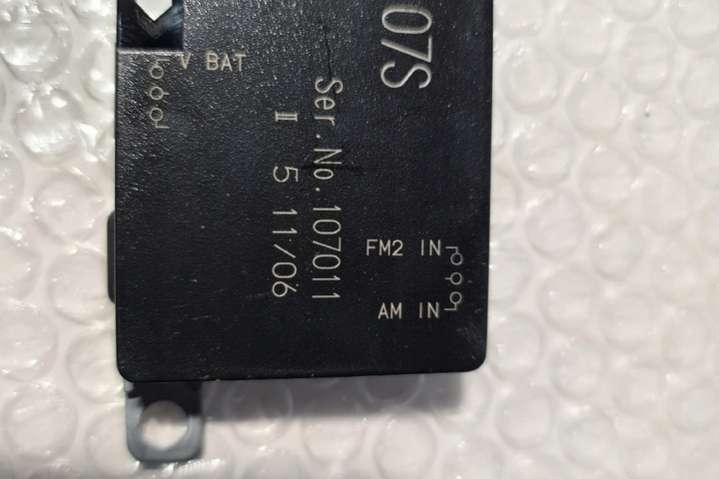 V BAT
07S
Ser.No.107011
II 5 11/06
FM2 IN
AM IN